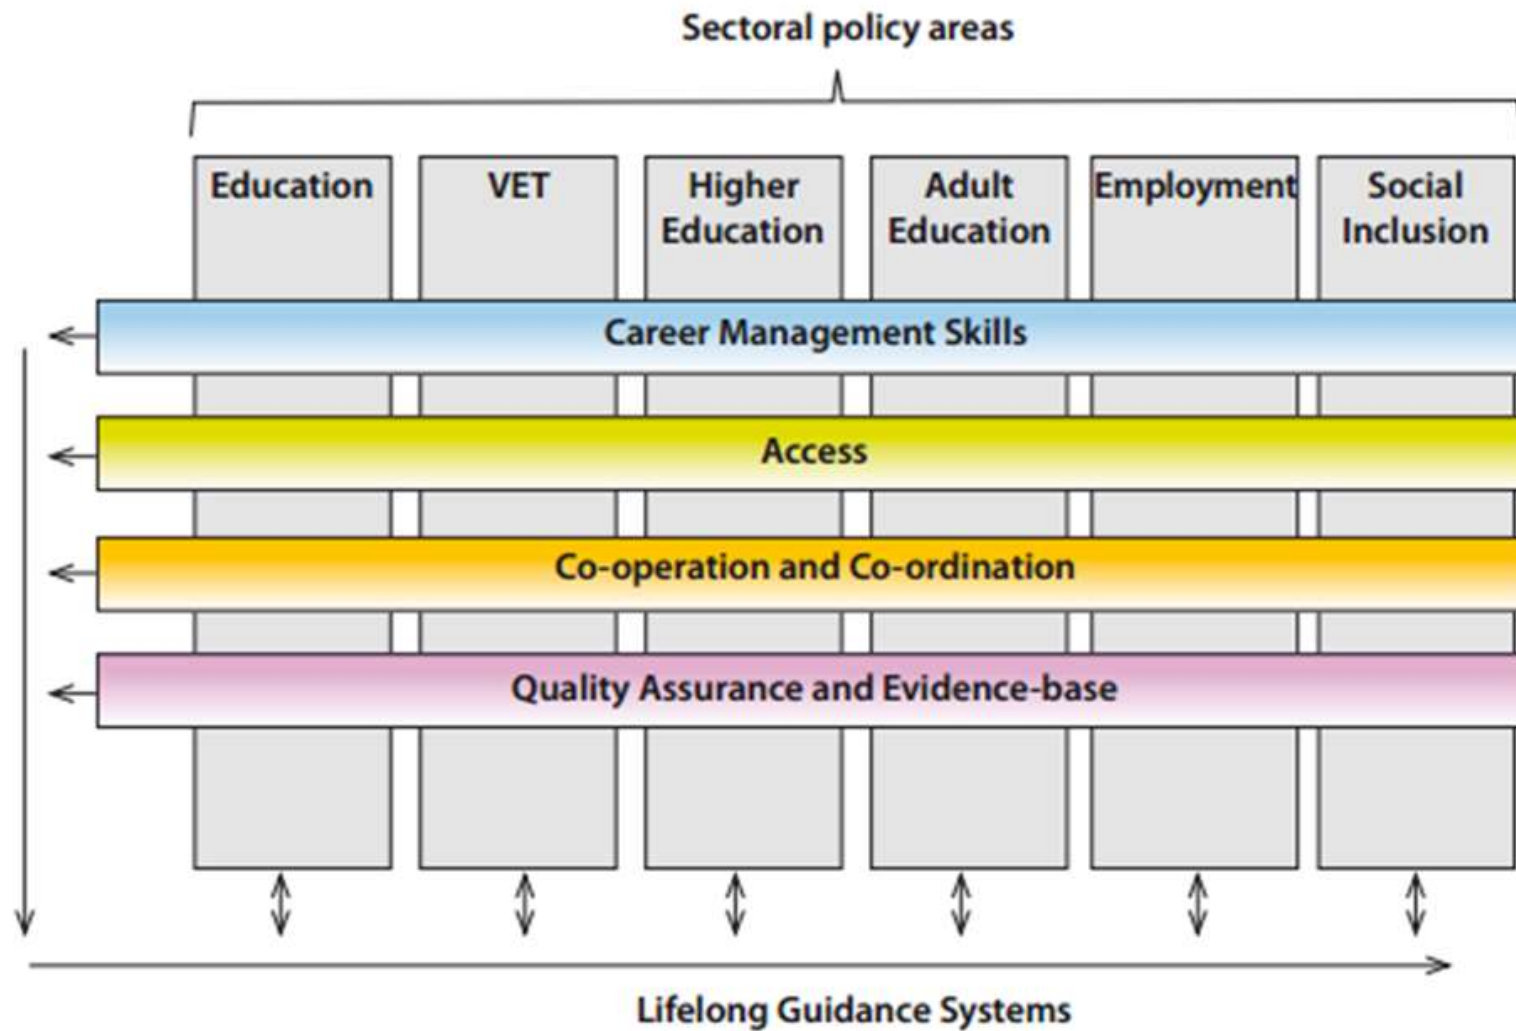 Sectoral policy areas
Education
VET
Higher
Education
Adult
Education
Employment
Social
Inclusion
Career Management Skills
Access
Co-operation and Co-ordination
Quality Assurance and Evidence-base
Lifelong Guidance Systems